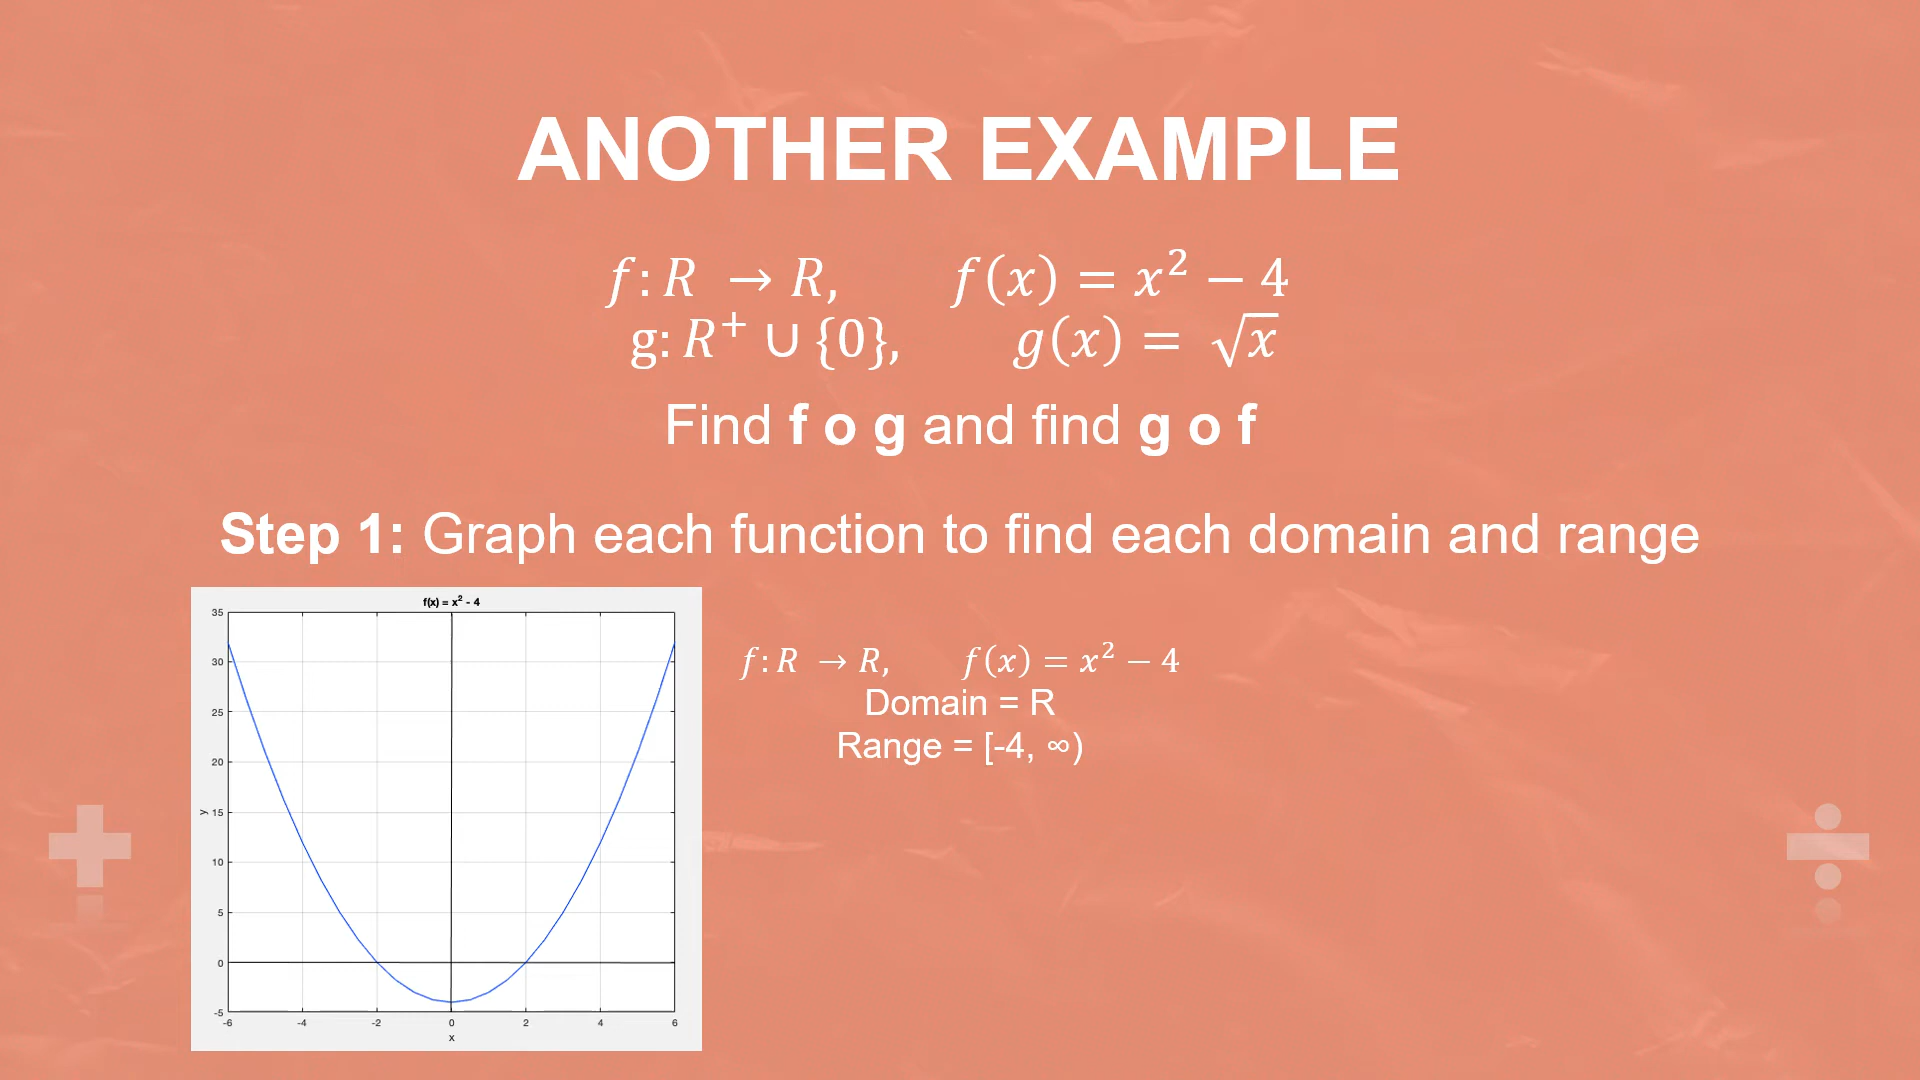 ANOTHER EXAMPLE
f: R → R, f(x) = x² − 4
g: R⁺ ∪ {0}, g(x) = √x
Find f o g and find g o f
Step 1: Graph each function to find each domain and range
f(x) = x² - 4
35
30
25
20
15
10
5
0
-5
y
-6 -4 -2 0 2 4 6
x
f: R → R, f(x) = x² − 4
Domain = R
Range = [-4, ∞)